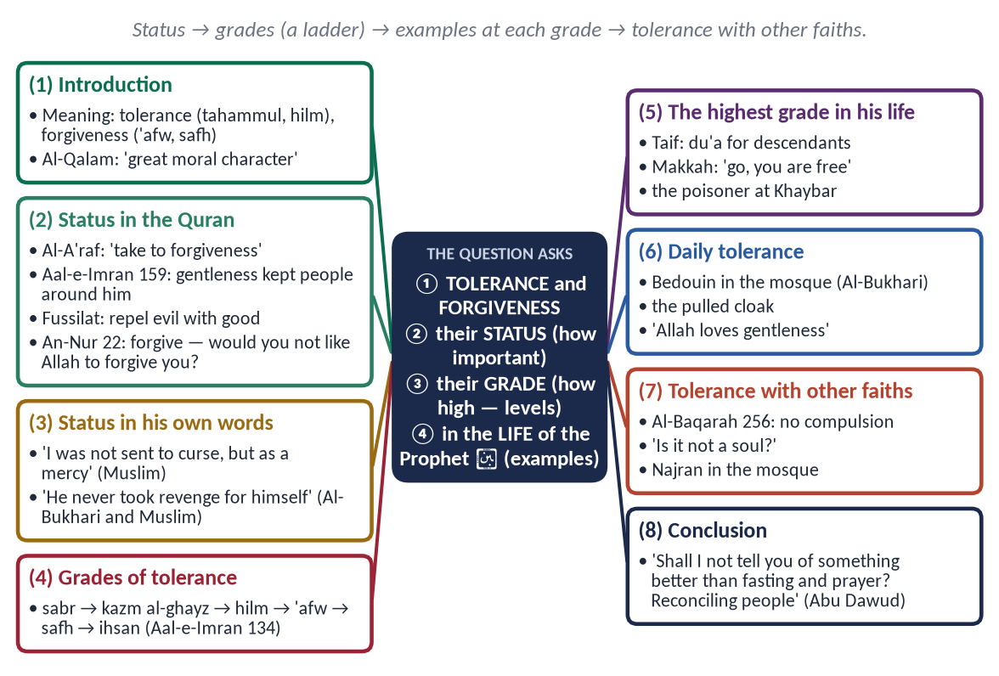 Status → grades (a ladder) → examples at each grade → tolerance with other faiths.
(1) Introduction
• Meaning: tolerance (tahammul, hilm),
forgiveness ('afw, safh)
• Al-Qalam: 'great moral character'
(2) Status in the Quran
• Al-A'raf: 'take to forgiveness'
• Aal-e-Imran 159: gentleness kept people
around him
• Fussilat: repel evil with good
• An-Nur 22: forgive — would you not like
Allah to forgive you?
(3) Status in his own words
• 'I was not sent to curse, but as a
mercy' (Muslim)
• 'He never took revenge for himself' (Al-
Bukhari and Muslim)
(4) Grades of tolerance
• sabr → kazm al-ghayz → hilm → 'afw →
safh → ihsan (Aal-e-Imran 134)
THE QUESTION ASKS
① TOLERANCE and
FORGIVENESS
② their STATUS (how
important)
③ their GRADE (how
high — levels)
④ in the LIFE of the
Prophet (examples)
(5) The highest grade in his life
• Taif: du'a for descendants
• Makkah: 'go, you are free'
• the poisoner at Khaybar
(6) Daily tolerance
• Bedouin in the mosque (Al-Bukhari)
• the pulled cloak
• 'Allah loves gentleness'
(7) Tolerance with other faiths
• Al-Baqarah 256: no compulsion
• 'Is it not a soul?'
• Najran in the mosque
(8) Conclusion
• 'Shall I not tell you of something
better than fasting and prayer?
Reconciling people' (Abu Dawud)